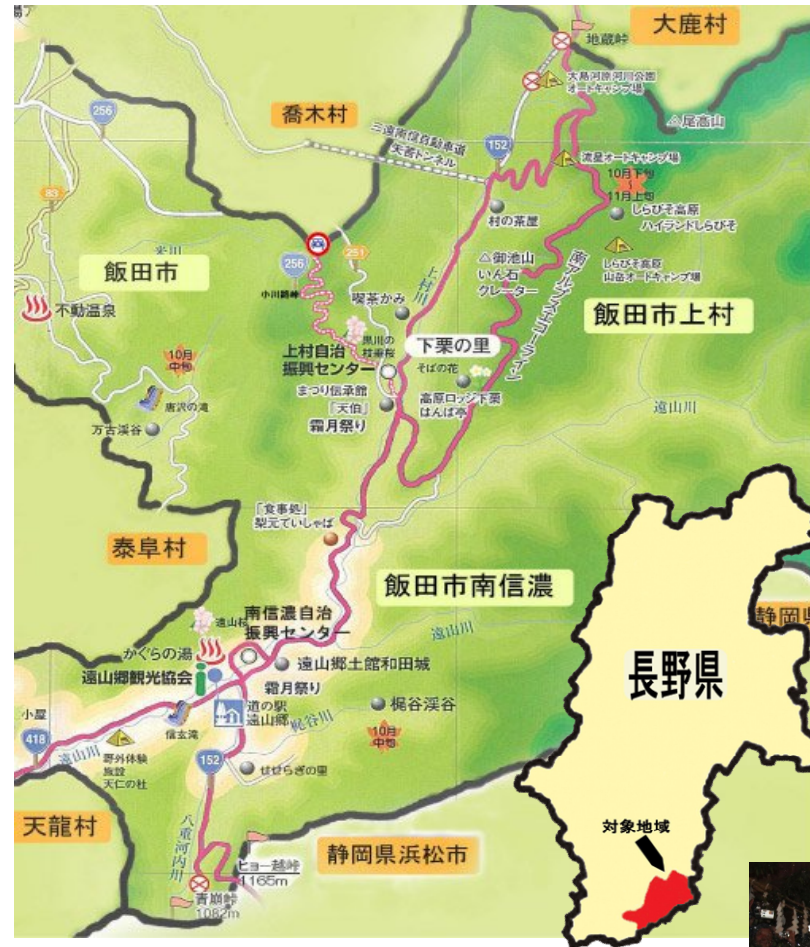 大鹿村
地蔵峠
大島河原河川公園
オートキャンプ場
256
喬木村
三遠南信自動車道
矢筈トンネル
152
△尾高山
流星オートキャンプ場
10月下旬
11月上旬
83
しらびそ高原
ハイランドしらびそ
村の茶屋
251
△御池山
いん石
クレーター
しらびそ高原
山岳オートキャンプ場
南アルプスエコーライン
飯田市
256
小川路峠
上村川
喫茶かみ
飯田市上村
不動温泉
黒川の
枝垂桜
下栗の里
上村自治
振興センター
そばの花
10月
中旬
まつり伝承館
『天伯』
霜月祭り
高原ロッジ下栗
はんば亭
唐沢の滝
万古渓谷
遠山川
「食事処」
梨元ていしゃば
泰阜村
飯田市南信濃
静岡県
南信濃自治
振興センター
遠山桜
遠山川
かぐらの湯
遠山郷観光協会
遠山郷土館和田城
長野県
霜月祭り
道の駅
遠山郷
梶谷渓谷
小屋
信玄滝
梶谷川
10月
中旬
418
遠山川
野外体験
施設
天仁の杜
152
せせらぎの里
天龍村
八重河内川
対象地域
静岡県浜松市
ヒョー越峠
1165m
青崩峠
1082m